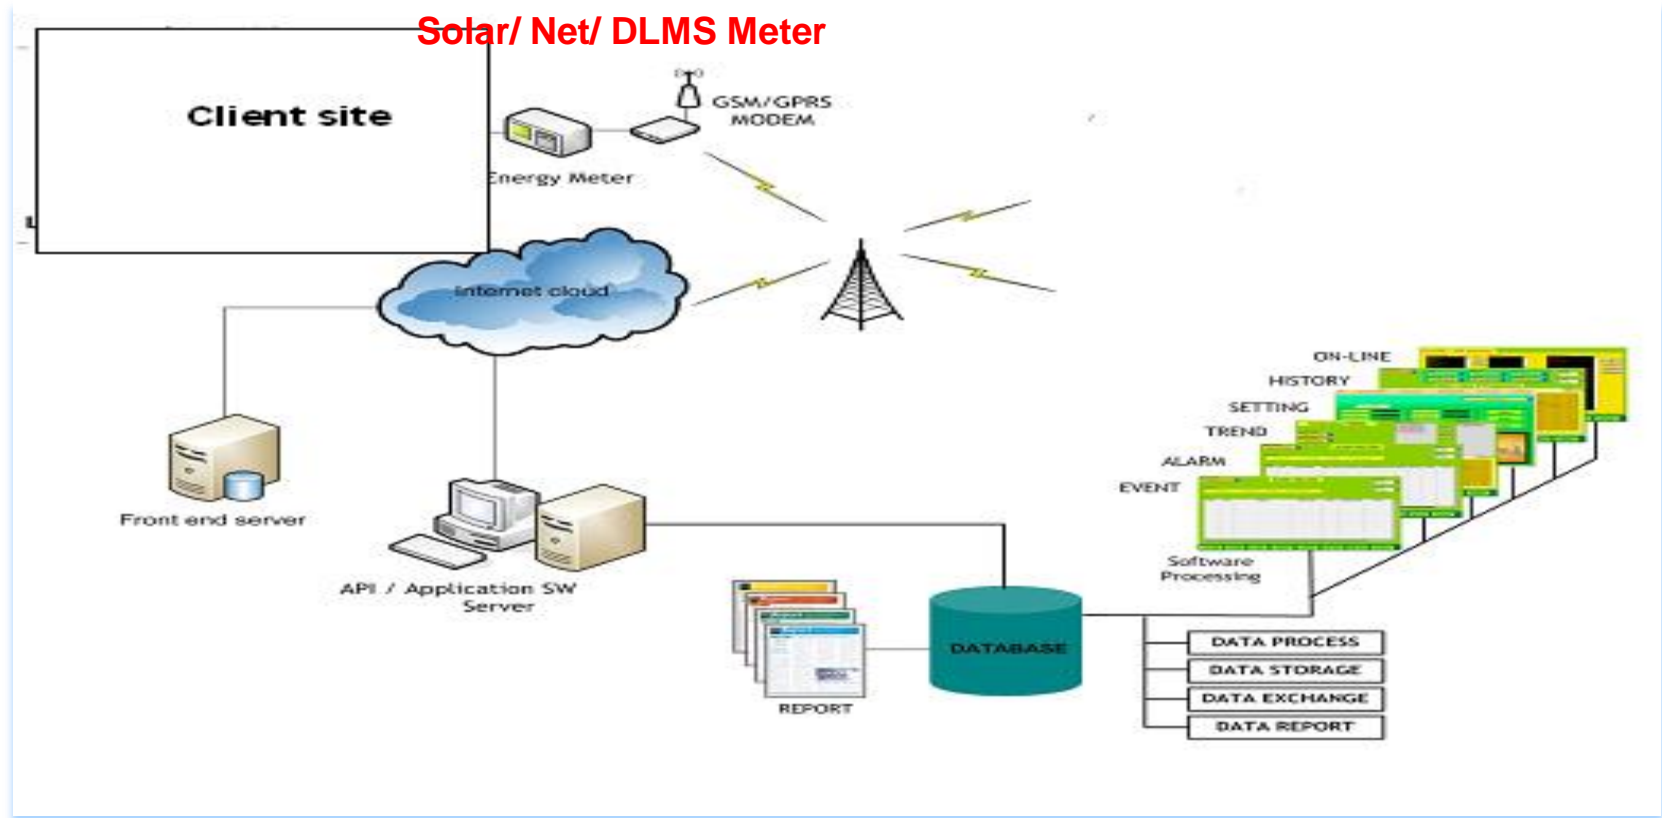 Solar/ Net/ DLMS Meter
Client site
GSM/GPRS
MODEM
Energy Meter
Internet cloud
Front end server
API / Application SW
Server
ON-LINE
HISTORY
SETTING
TREND
ALARM
EVENT
Software
Processing
DATABASE
REPORT
DATA PROCESS
DATA STORAGE
DATA EXCHANGE
DATA REPORT